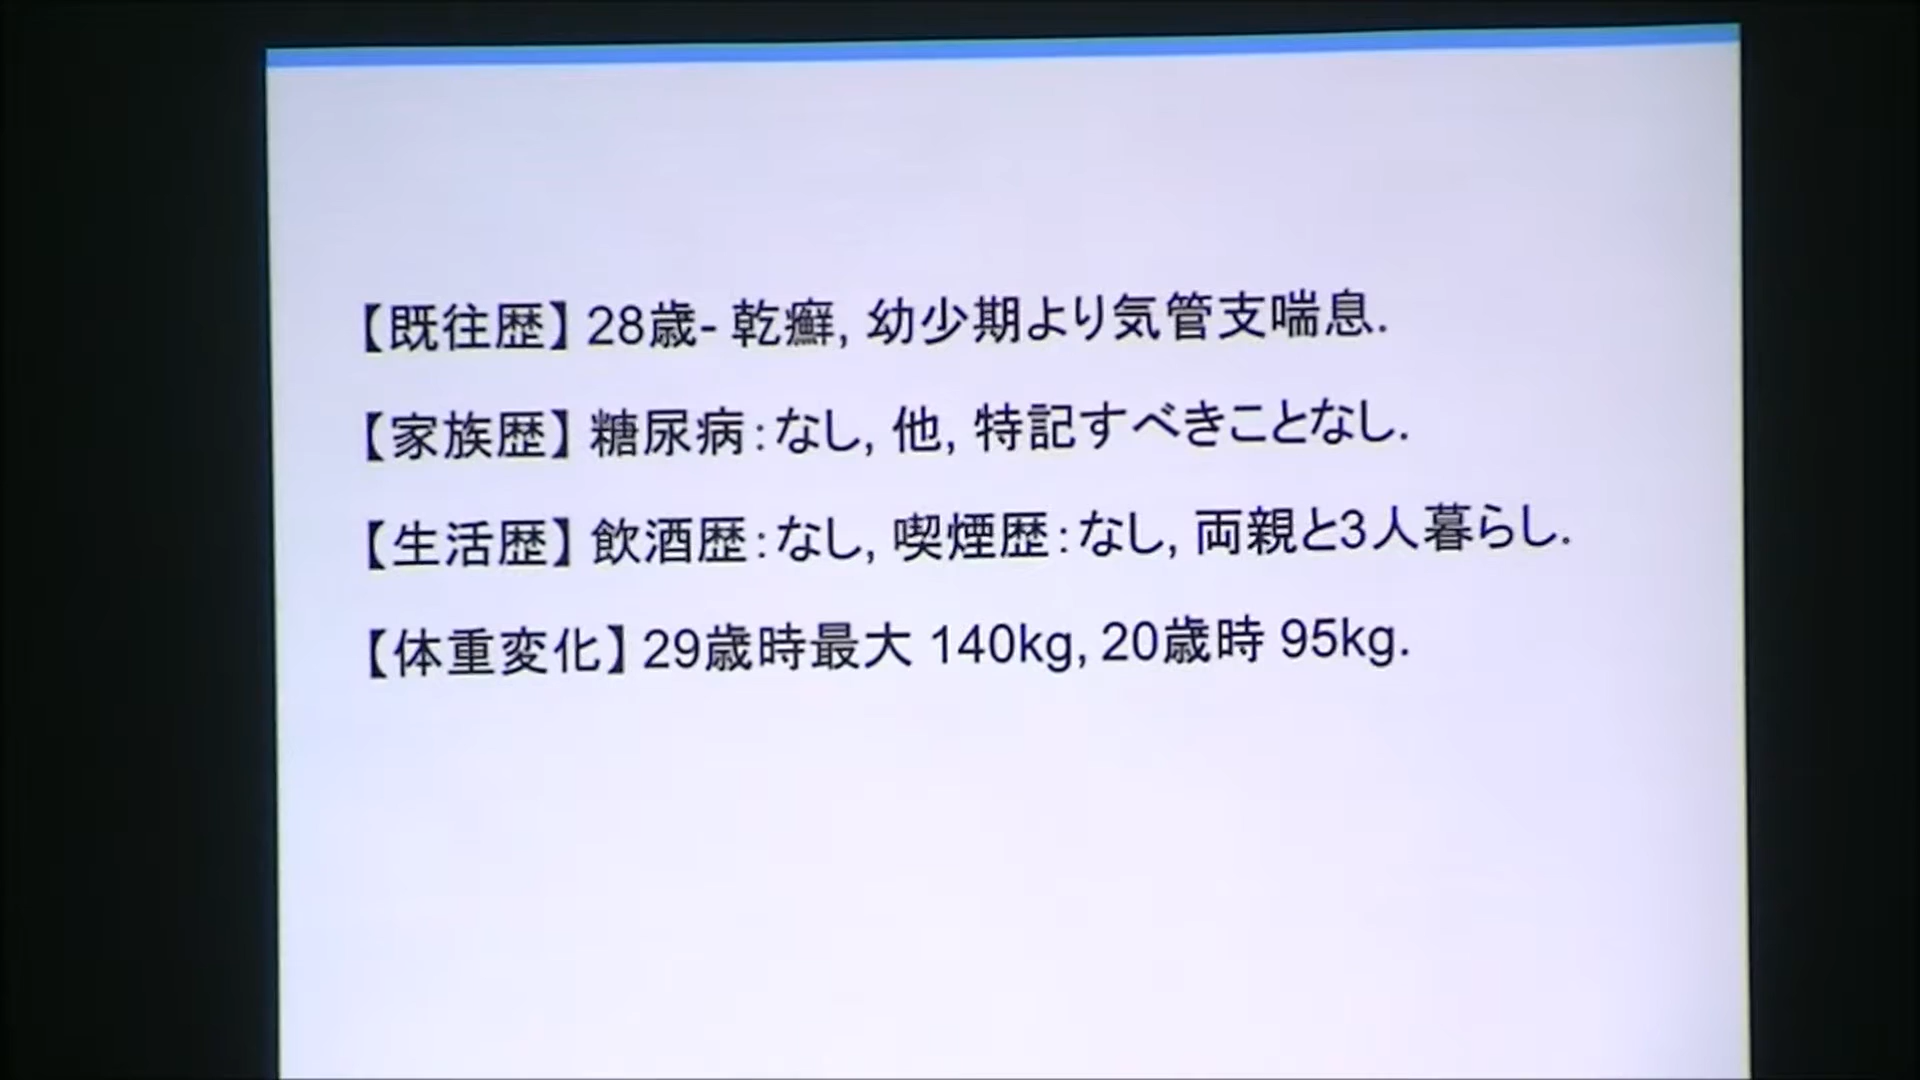 【既往歴】 28歳- 乾癬, 幼少期より気管支喘息.
【家族歴】 糖尿病：なし, 他, 特記すべきことなし.
【生活歴】 飲酒歴：なし, 喫煙歴：なし, 両親と3人暮らし.
【体重変化】 29歳時最大 140kg, 20歳時 95kg.